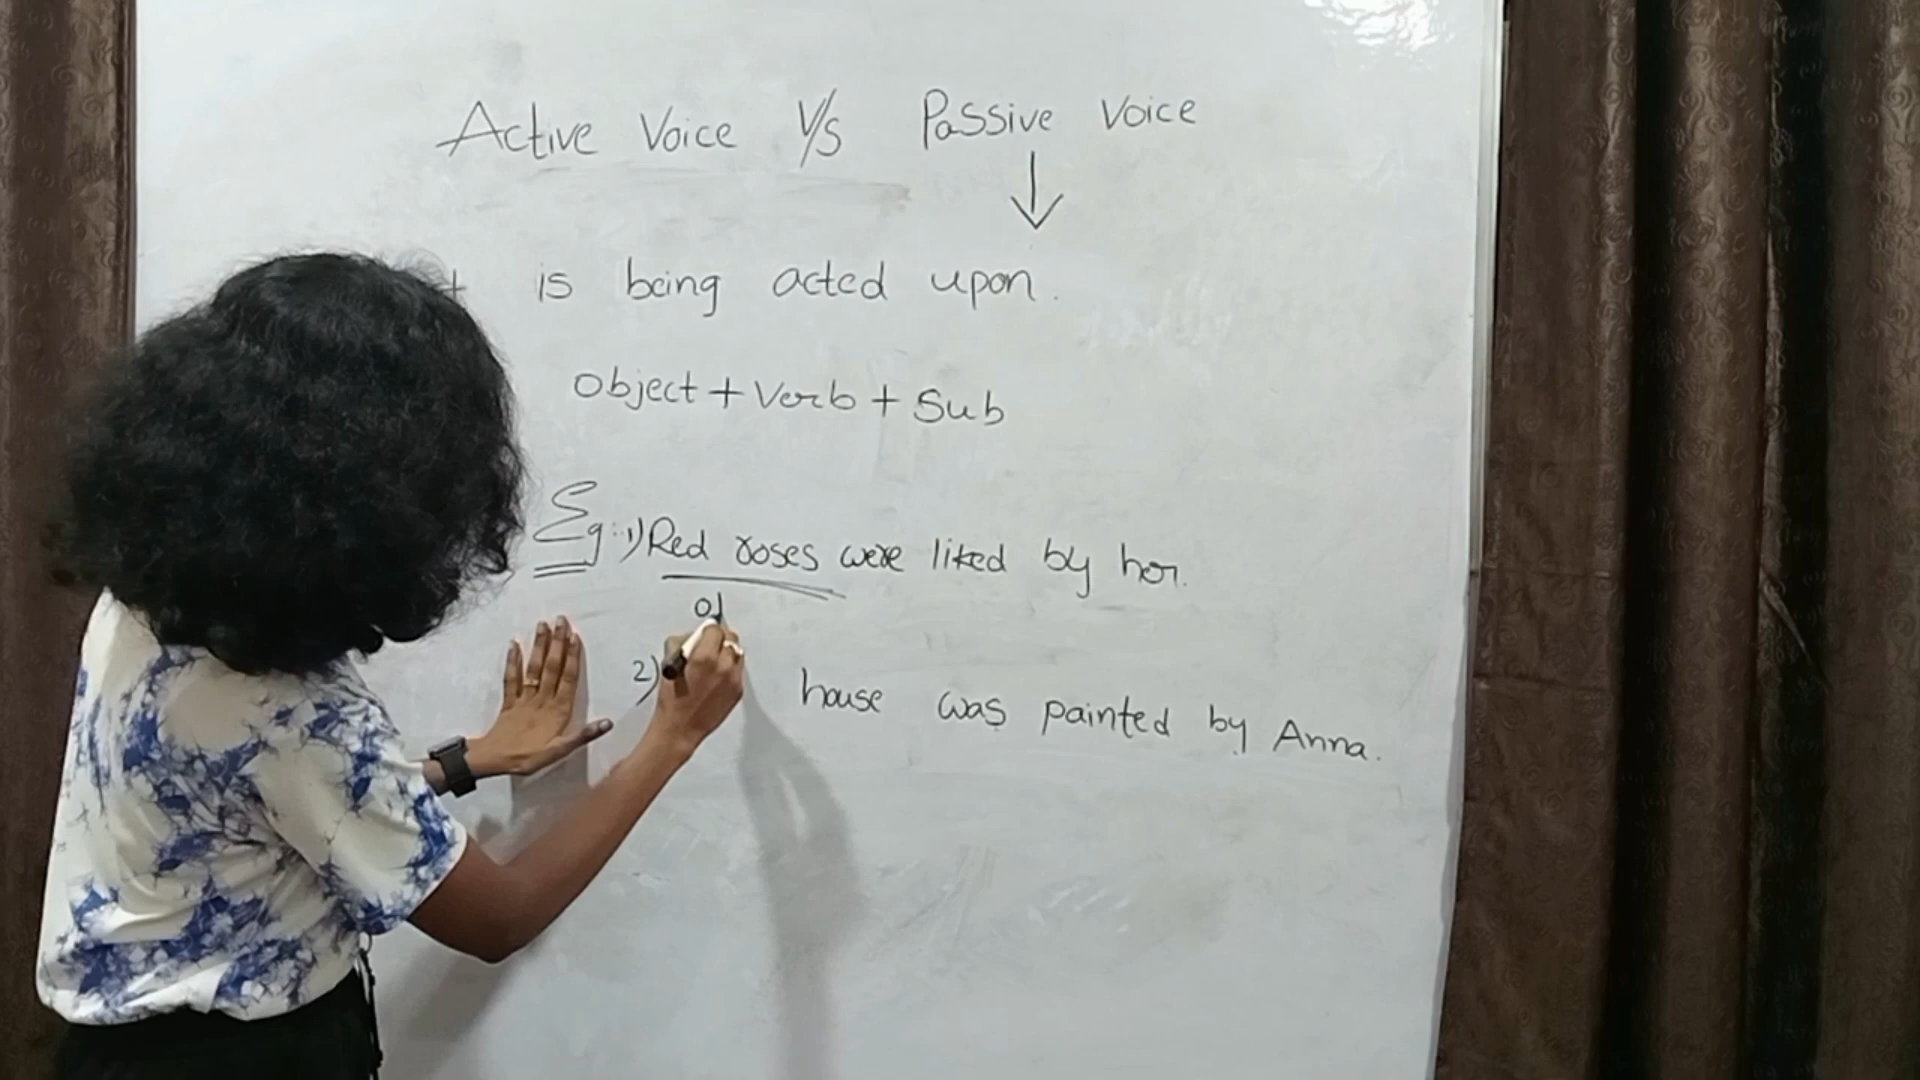 Active Voice V/S Passive Voice
is being acted upon.
Object + Verb + Sub
Eg:- 1) Red roses were liked by her.
2) house was painted by Anna.